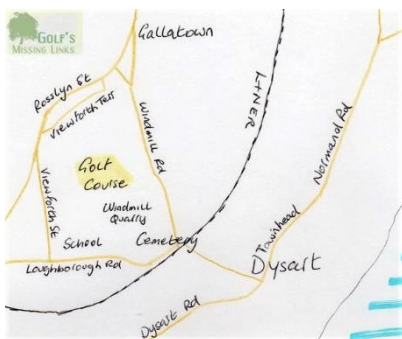 GOLF'S
MISSING LINKS
Gallatown
Rosslyn St
Viewforth Terr
Windmill Rd
L+NER
Normand Rd
Golf
Course
Viewforth St
Windmill
Quarry
School
Cemetery
Townhead
Dysart
Loughborough Rd
Dysart Rd